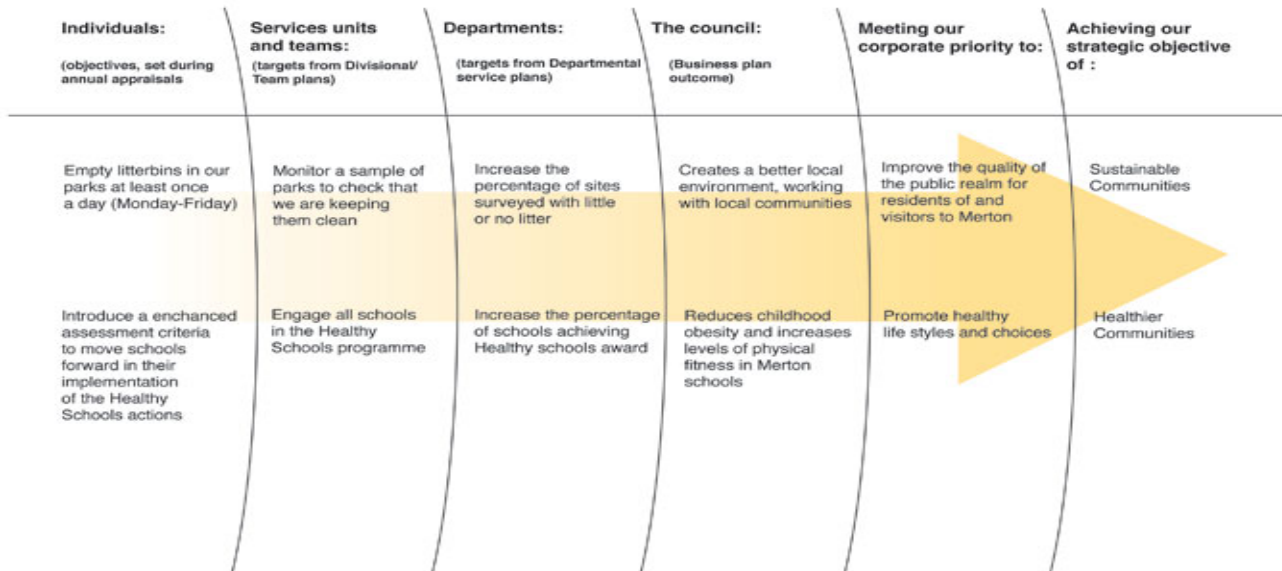 Individuals:
(objectives, set during
annual appraisals
Services units
and teams:
(targets from Divisional/
Team plans)
Departments:
(targets from Departmental
service plans)
The council:
(Business plan
outcome)
Meeting our
corporate priority to:
Achieving our
strategic objective
of :
Empty litterbins in our
parks at least once
a day (Monday-Friday)
Monitor a sample of
parks to check that
we are keeping
them clean
Increase the
percentage of sites
surveyed with little
or no litter
Creates a better local
environment, working
with local communities
Improve the quality of
the public realm for
residents of and
visitors to Merton
Sustainable
Communities
Introduce a enchanced
assessment criteria
to move schools
forward in their
implementation
of the Healthy
Schools actions
Engage all schools
in the Healthy
Schools programme
Increase the percentage
of schools achieving
Healthy schools award
Reduces childhood
obesity and increases
levels of physical
fitness in Merton
schools
Promote healthy
life styles and choices
Healthier
Communities